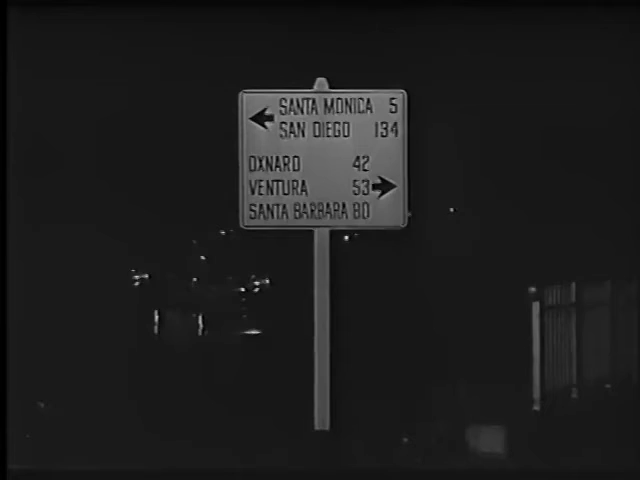 SANTA MONICA 5
SAN DIEGO 134
OXNARD 42
VENTURA 53
SANTA BARBARA 80